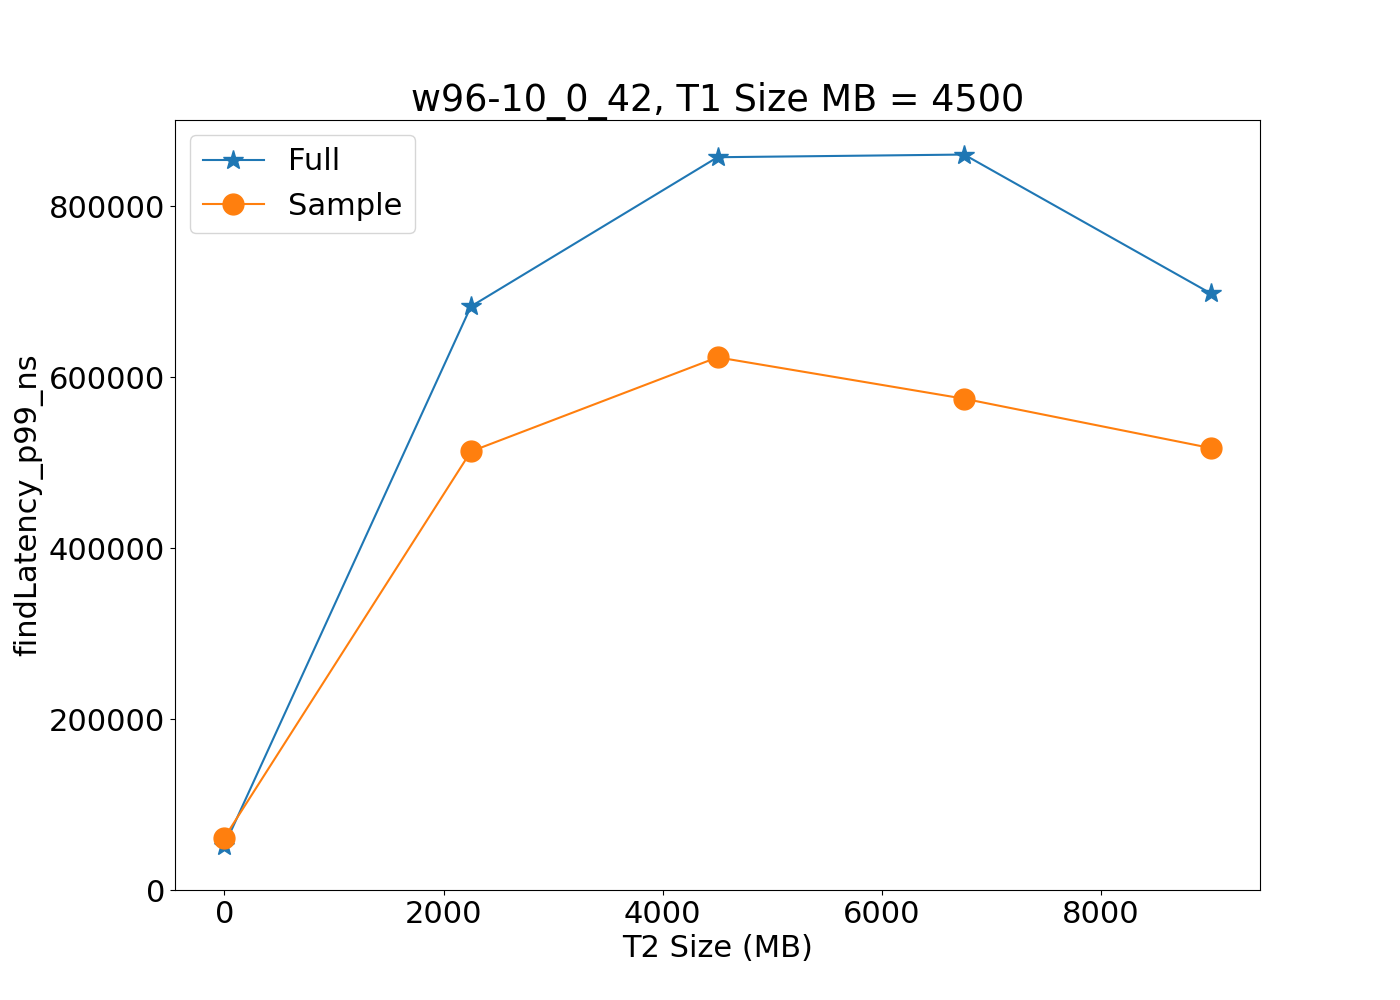 w96-10_0_42, T1 Size MB = 4500
Full
Sample
800000
600000
400000
200000
0
findLatency_p99_ns
0 2000 4000 6000 8000
T2 Size (MB)